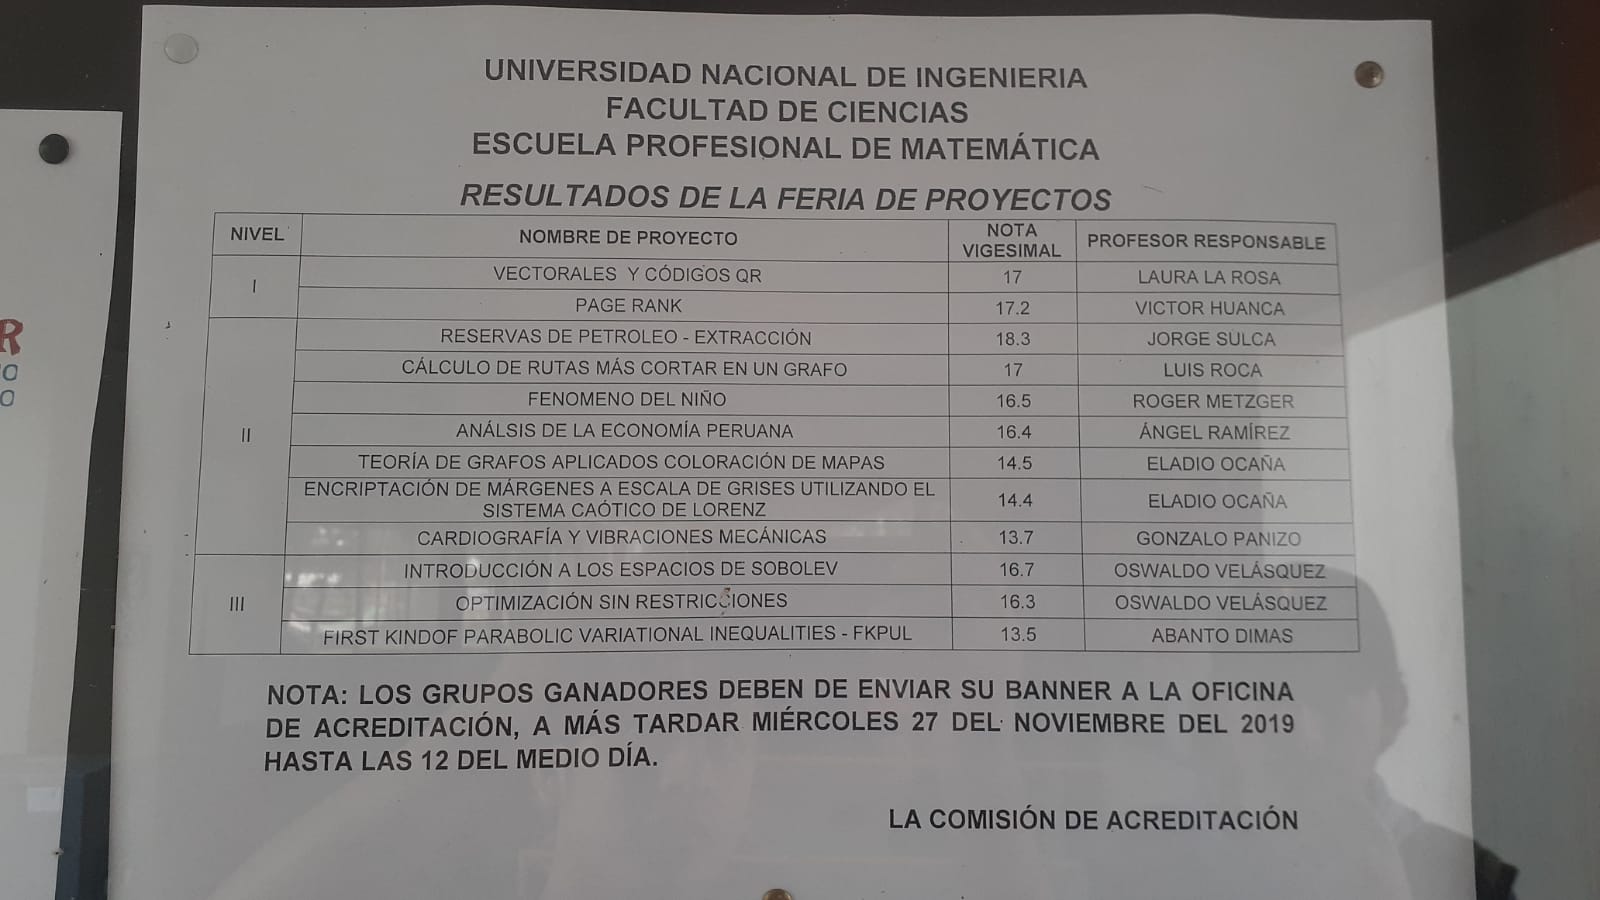 UNIVERSIDAD NACIONAL DE INGENIERIA
FACULTAD DE CIENCIAS
ESCUELA PROFESIONAL DE MATEMÁTICA
RESULTADOS DE LA FERIA DE PROYECTOS
NIVEL NOMBRE DE PROYECTO NOTA VIGESIMAL PROFESOR RESPONSABLE
I VECTORALES Y CÓDIGOS QR 17 LAURA LA ROSA
PAGE RANK 17.2 VICTOR HUANCA
II RESERVAS DE PETROLEO - EXTRACCIÓN 18.3 JORGE SULCA
CÁLCULO DE RUTAS MÁS CORTAR EN UN GRAFO 17 LUIS ROCA
FENOMENO DEL NIÑO 16.5 ROGER METZGER
ANÁLSIS DE LA ECONOMÍA PERUANA 16.4 ÁNGEL RAMÍREZ
TEORÍA DE GRAFOS APLICADOS COLORACIÓN DE MAPAS 14.5 ELADIO OCAÑA
ENCRIPTACIÓN DE MÁRGENES A ESCALA DE GRISES UTILIZANDO EL
SISTEMA CAÓTICO DE LORENZ 14.4 ELADIO OCAÑA
CARDIOGRAFÍA Y VIBRACIONES MECÁNICAS 13.7 GONZALO PANIZO
III INTRODUCCIÓN A LOS ESPACIOS DE SOBOLEV 16.7 OSWALDO VELÁSQUEZ
OPTIMIZACIÓN SIN RESTRICCIONES 16.3 OSWALDO VELÁSQUEZ
FIRST KINDOF PARABOLIC VARIATIONAL INEQUALITIES - FKPUL 13.5 ABANTO DIMAS
NOTA: LOS GRUPOS GANADORES DEBEN DE ENVIAR SU BANNER A LA OFICINA
DE ACREDITACIÓN, A MÁS TARDAR MIÉRCOLES 27 DEL NOVIEMBRE DEL 2019
HASTA LAS 12 DEL MEDIO DÍA.
LA COMISIÓN DE ACREDITACIÓN